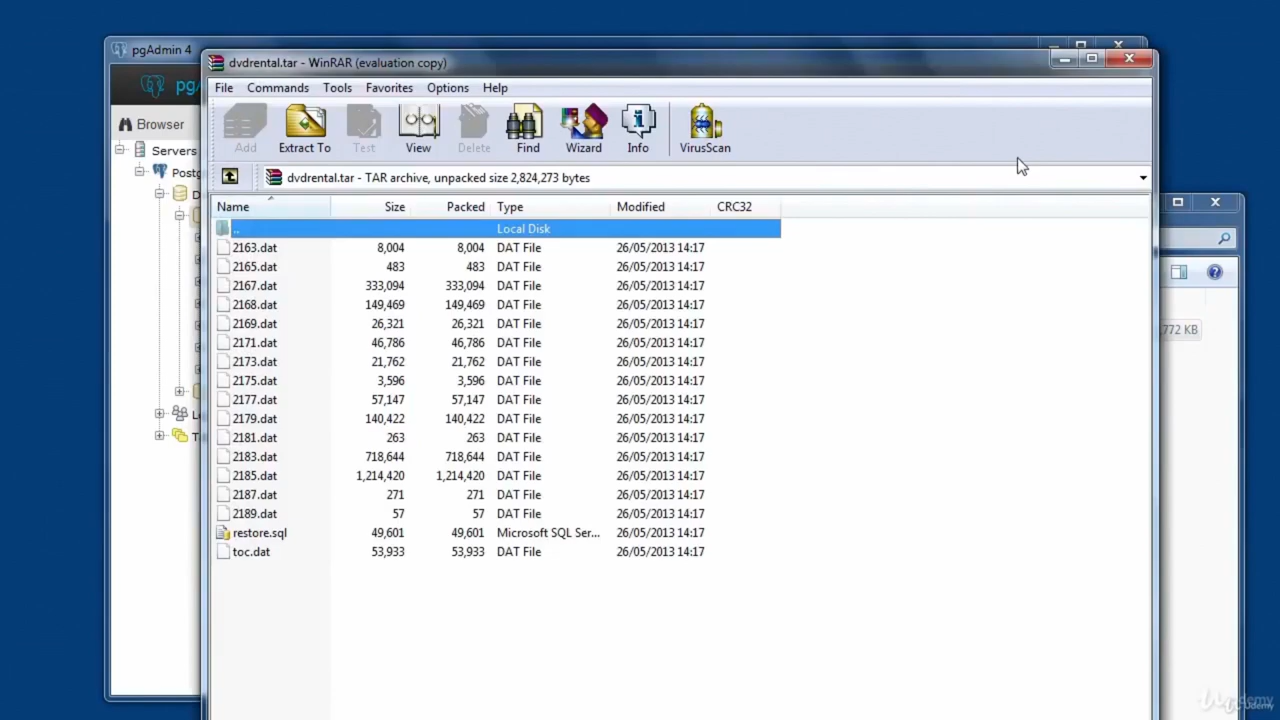 pgAdmin 4
dvdrental.tar - WinRAR (evaluation copy)
pg
File Commands Tools Favorites Options Help
Browser
Add Extract To Test View Delete Find Wizard Info VirusScan
Servers
dvdrental.tar - TAR archive, unpacked size 2,824,273 bytes
Name Size Packed Type Modified CRC32
.. Local Disk
2163.dat 8,004 8,004 DAT File 26/05/2013 14:17
2165.dat 483 483 DAT File 26/05/2013 14:17
2167.dat 333,094 333,094 DAT File 26/05/2013 14:17
2168.dat 149,469 149,469 DAT File 26/05/2013 14:17
2169.dat 26,321 26,321 DAT File 26/05/2013 14:17
2171.dat 46,786 46,786 DAT File 26/05/2013 14:17
2173.dat 21,762 21,762 DAT File 26/05/2013 14:17
2175.dat 3,596 3,596 DAT File 26/05/2013 14:17
2177.dat 57,147 57,147 DAT File 26/05/2013 14:17
2179.dat 140,422 140,422 DAT File 26/05/2013 14:17
2181.dat 263 263 DAT File 26/05/2013 14:17
2183.dat 718,644 718,644 DAT File 26/05/2013 14:17
2185.dat 1,214,420 1,214,420 DAT File 26/05/2013 14:17
2187.dat 271 271 DAT File 26/05/2013 14:17
2189.dat 57 57 DAT File 26/05/2013 14:17
restore.sql 49,601 49,601 Microsoft SQL Ser... 26/05/2013 14:17
toc.dat 53,933 53,933 DAT File 26/05/2013 14:17
772 KB
Udemy